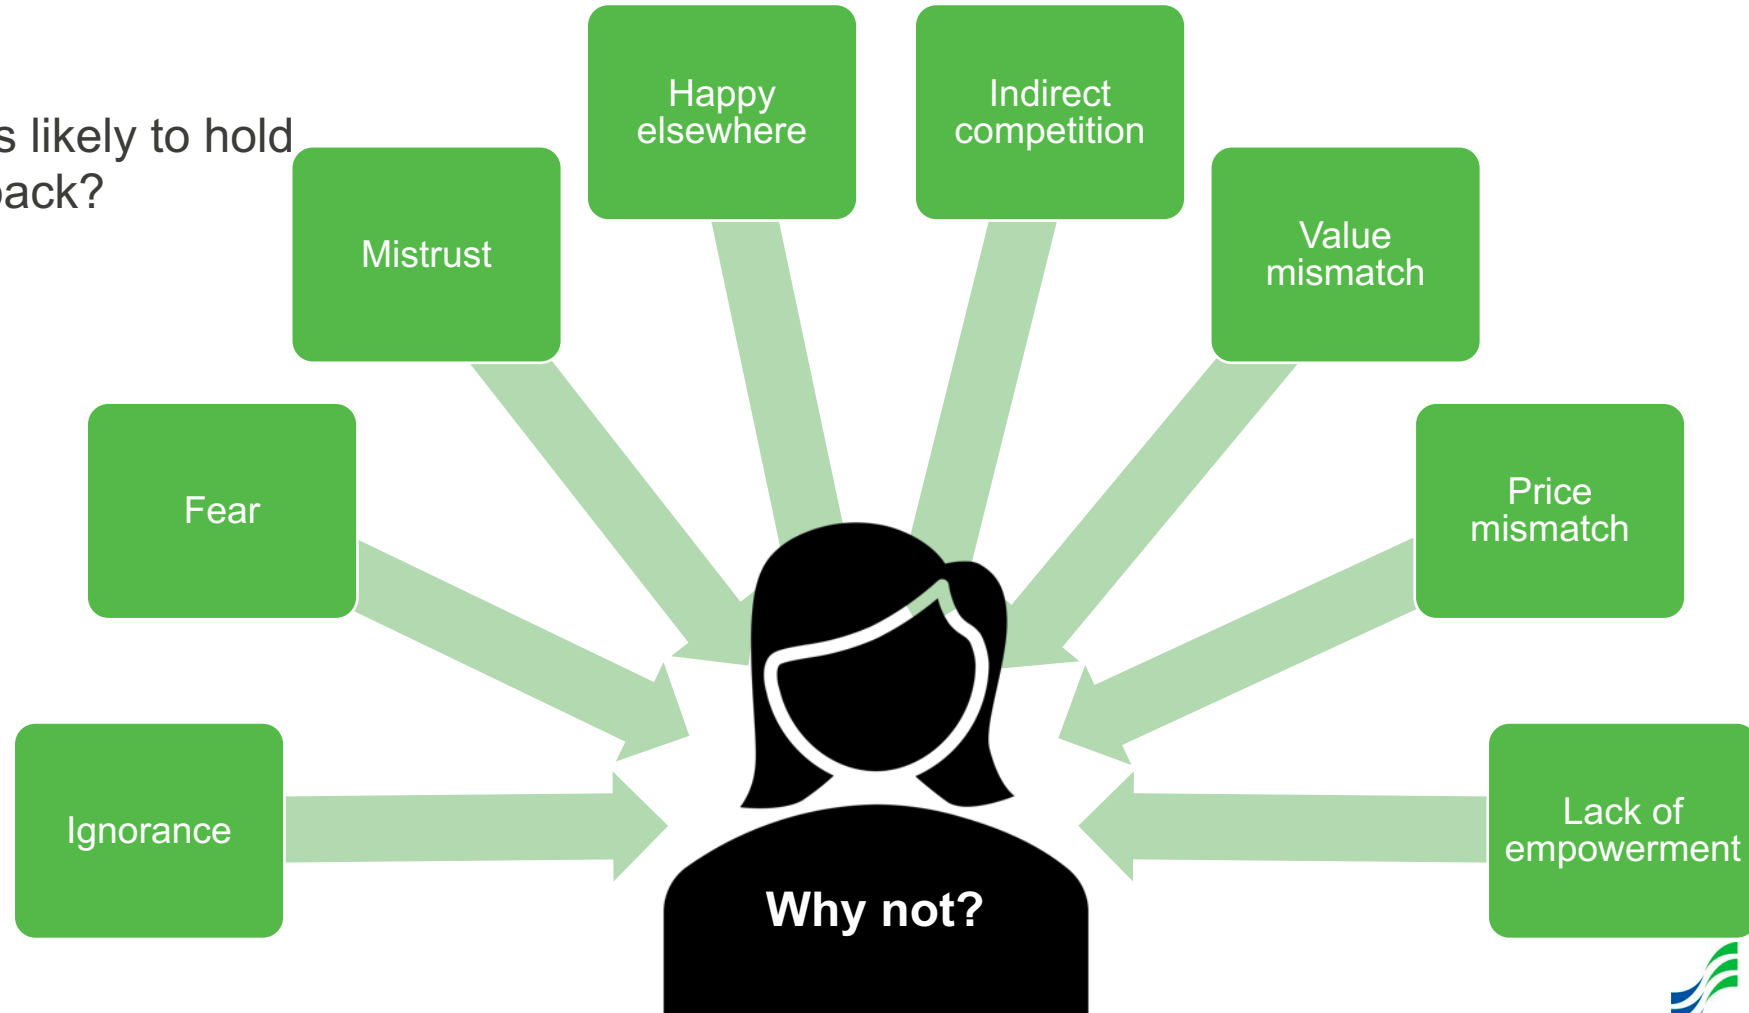 s likely to hold
back?
Happy
elsewhere
Indirect
competition
Mistrust
Value
mismatch
Fear
Price
mismatch
Ignorance
Lack of
empowerment
Why not?